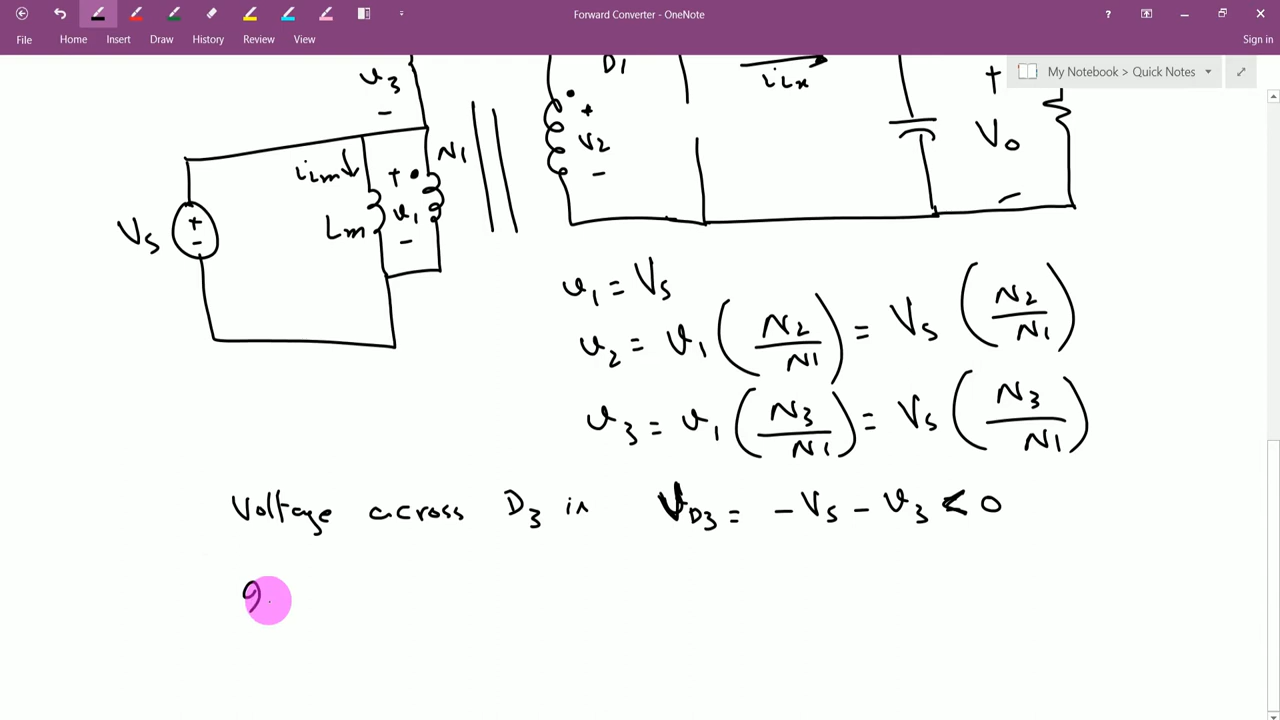 Forward Converter - OneNote
File Home Insert Draw History Review View Sign in
My Notebook > Quick Notes
D1
v3
-
iLx
+
Vo
-
+
v2
-
N1
iLm
+
v1
-
Lm
Vs
+
-
v1 = Vs
v2 = v1 (N2/N1) = Vs (N2/N1)
v3 = v1 (N3/N1) = Vs (N3/N1)
Voltage across D3 is VD3 = -Vs - v3 < 0